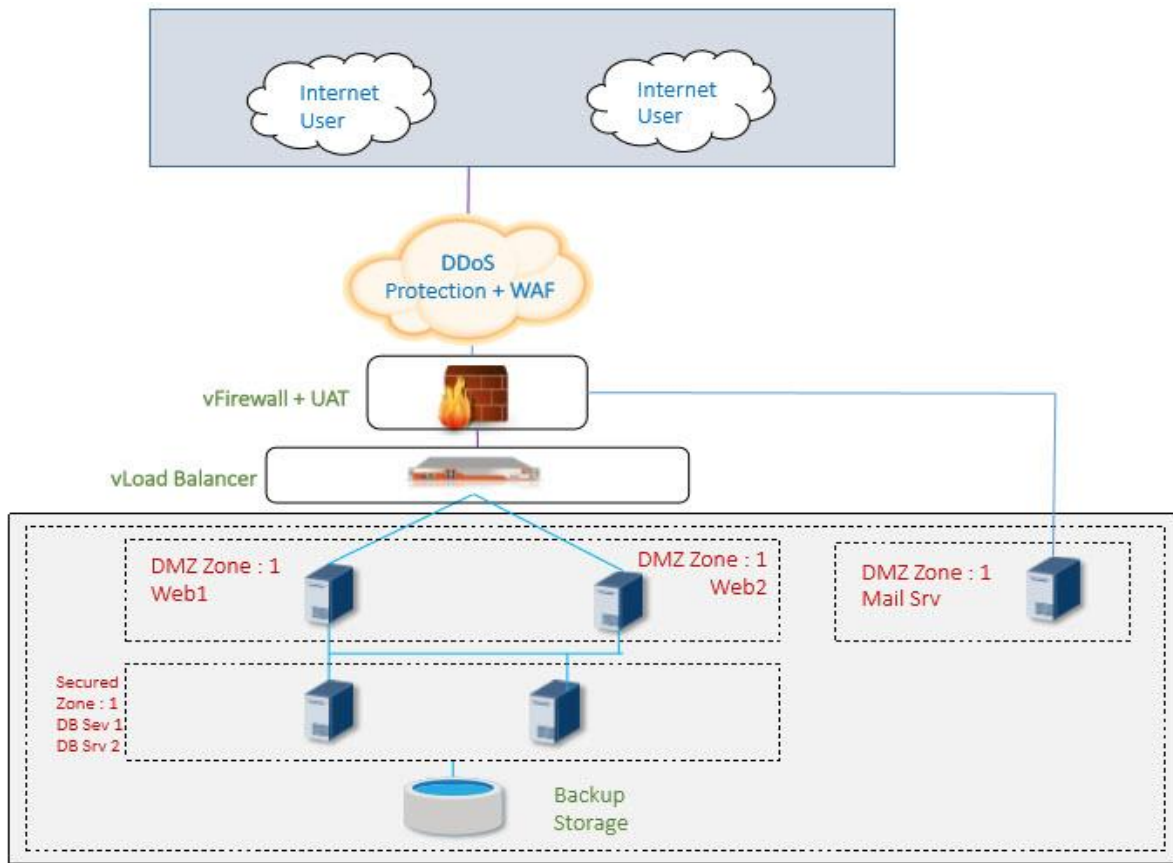 Internet
User
Internet
User
DDoS
Protection + WAF
vFirewall + UAT
vLoad Balancer
DMZ Zone : 1
Web1
DMZ Zone : 1
Web2
DMZ Zone : 1
Mail Srv
Secured
Zone : 1
DB Sev 1
DB Srv 2
Backup
Storage